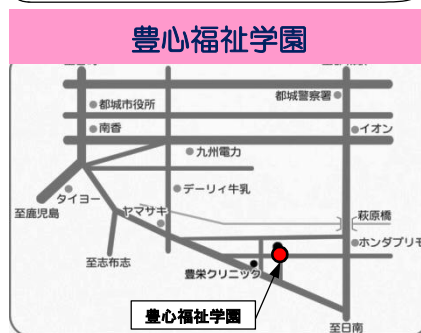 豊心福祉学園
都城警察署
都城市役所
南香
イオン
九州電力
デーリィ牛乳
タイヨー
ヤマサキ
至鹿児島
萩原橋
ホンダプリモ
至志布志
豊栄クリニック
豊心福祉学園
至日南